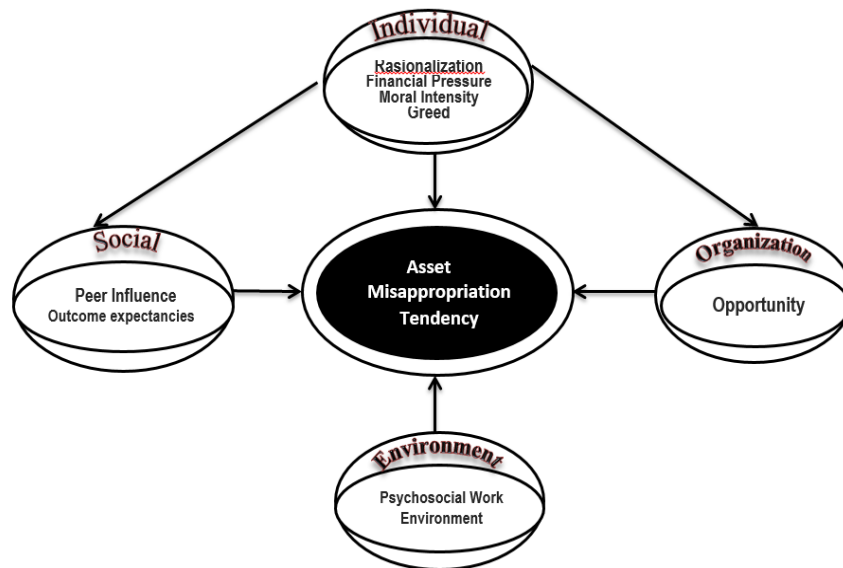 Individual
Rasionalization
Financial Pressure
Moral Intensity
Greed
Social
Peer Influence
Outcome expectancies
Asset
Misappropriation
Tendency
Organization
Opportunity
Environment
Psychosocial Work
Environment